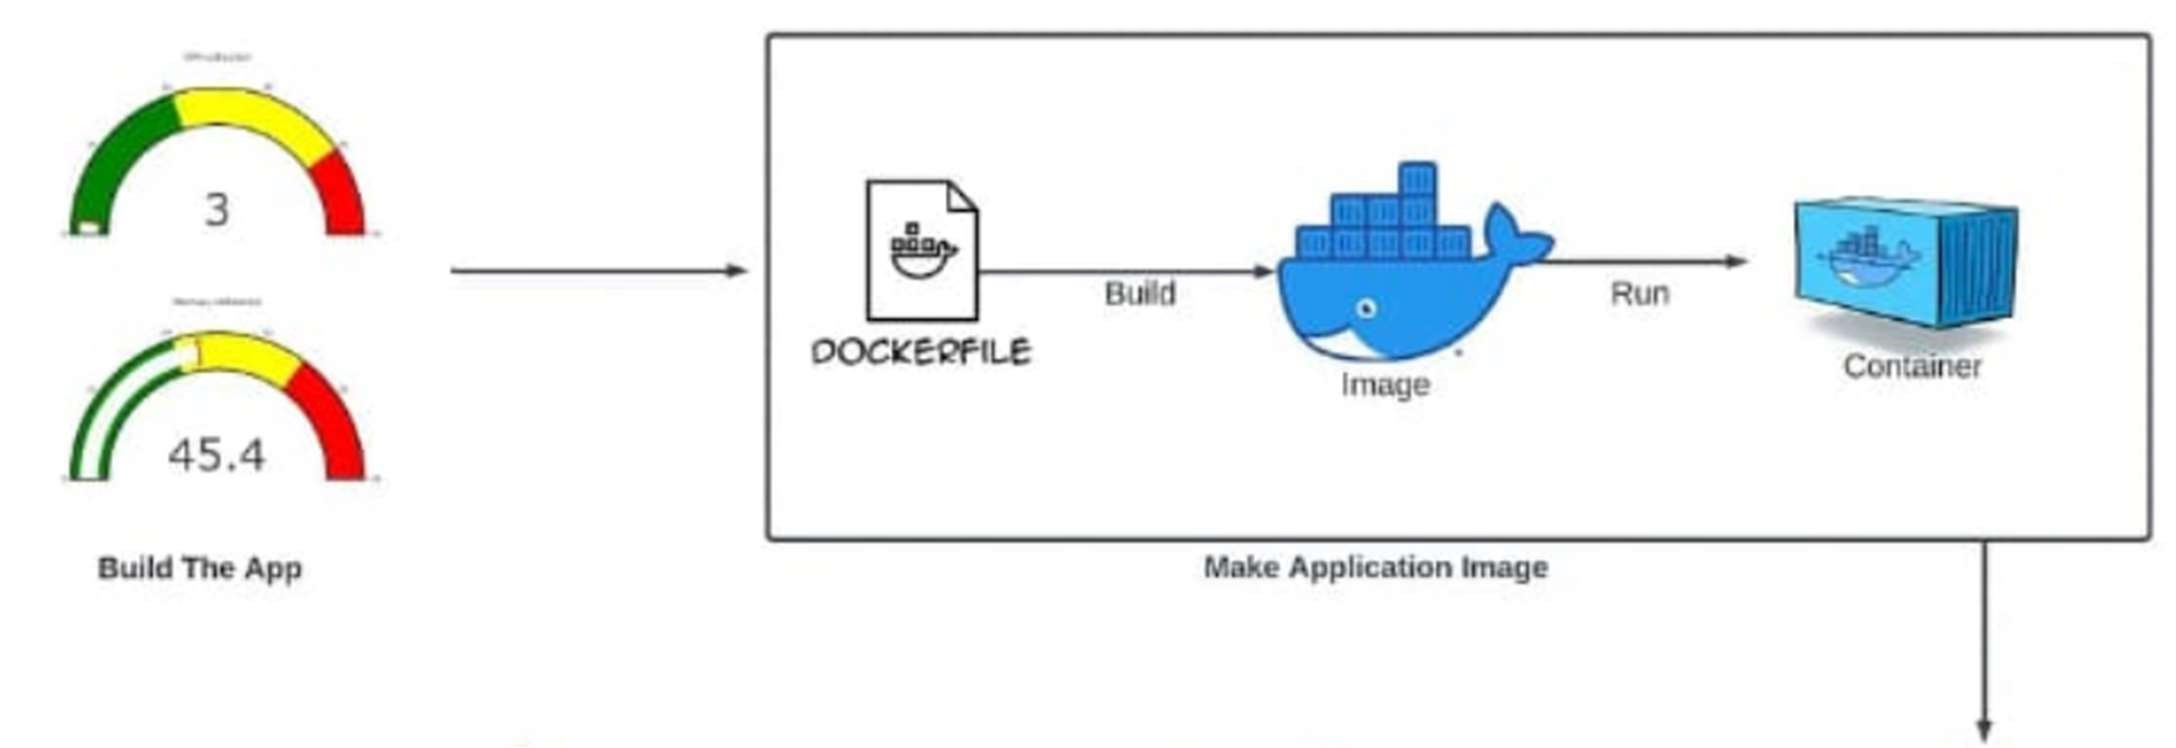 3
45.4
Build The App
DOCKERFILE
Build
Image
Run
Container
Make Application Image